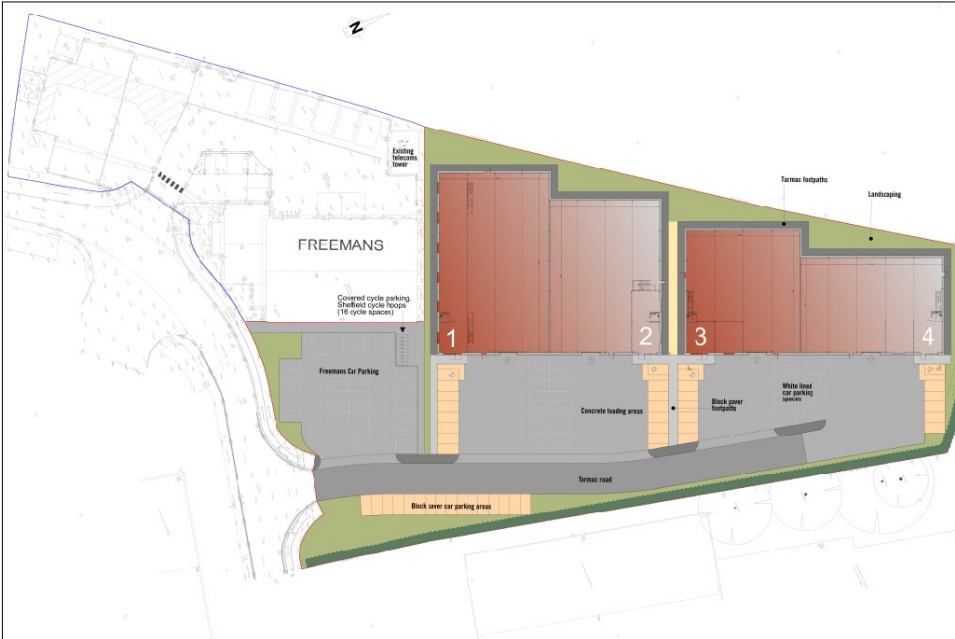 N
Existing
telecoms
tower
Tarmac footpaths
Landscaping
FREEMANS
Covered cycle parking.
Sheffield cycle hoops
(16 cycle spaces)
1
2
3
4
Freemans Car Parking
Concrete loading areas
Block paver
footpaths
White lined
car parking
spaces
Tarmac road
Block paver car parking areas